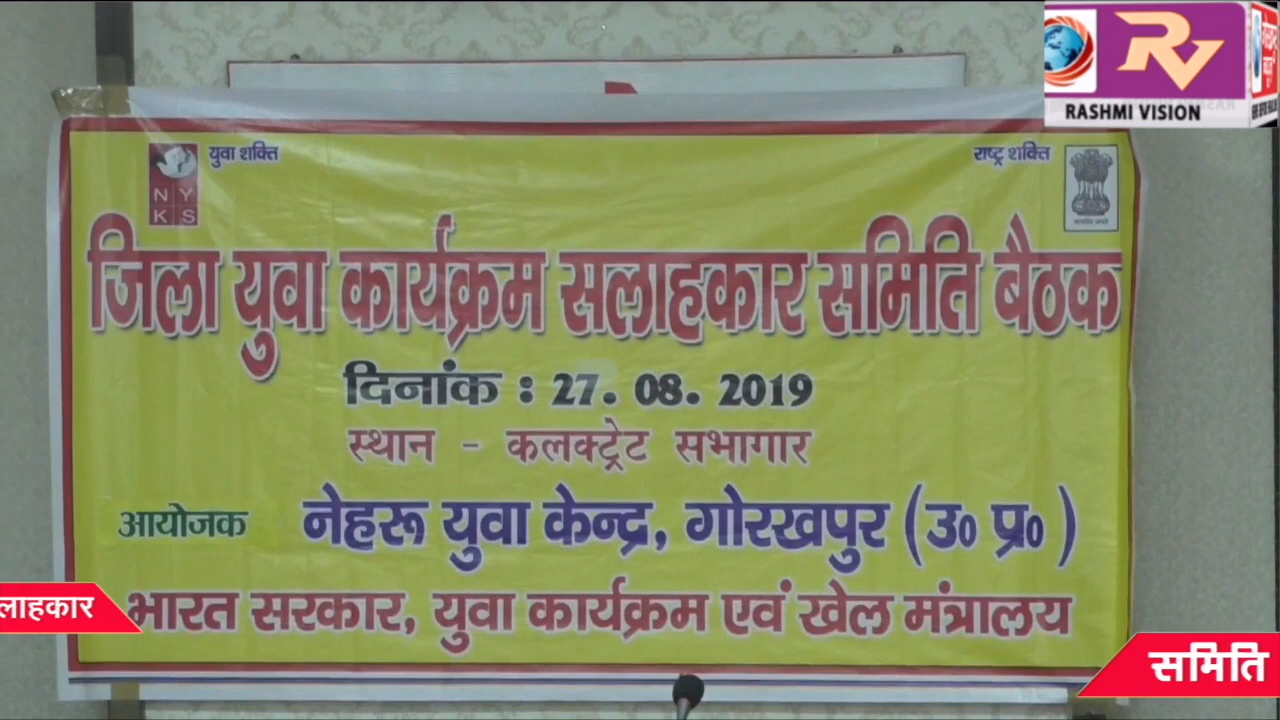 RV
RASHMI VISION
युवा शक्ति
राष्ट्र शक्ति
N Y
K S
जिला युवा कार्यक्रम सलाहकार समिति बैठक
दिनांक : 27. 08. 2019
स्थान - कलक्ट्रेट सभागार
आयोजक नेहरू युवा केन्द्र, गोरखपुर (उ० प्र०)
लाहकार
भारत सरकार, युवा कार्यक्रम एवं खेल मंत्रालय
समिति